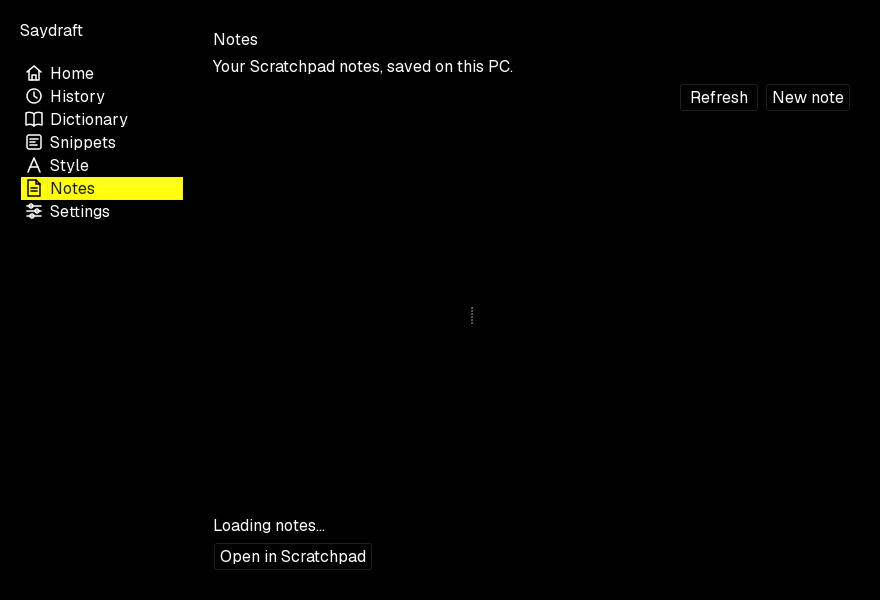 Saydraft
Home
History
Dictionary
Snippets
Style
Notes
Settings
Notes
Your Scratchpad notes, saved on this PC.
Refresh
New note
Loading notes...
Open in Scratchpad